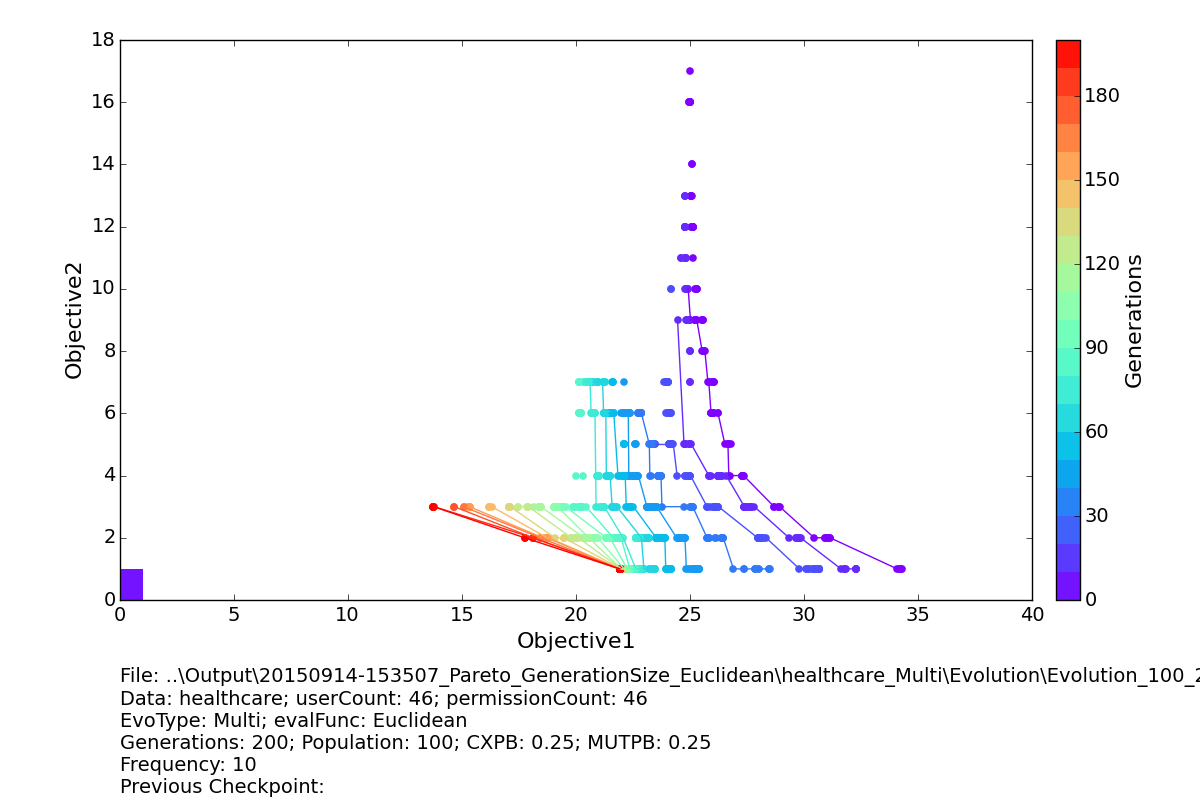 18
16
14
12
10
8
6
4
2
0
Objective2
0 5 10 15 20 25 30 35 40
Objective1
180
150
120
90
60
30
0
Generations
File: ..\Output\20150914-153507_Pareto_GenerationSize_Euclidean\healthcare_Multi\Evolution\Evolution_100_2
Data: healthcare; userCount: 46; permissionCount: 46
EvoType: Multi; evalFunc: Euclidean
Generations: 200; Population: 100; CXPB: 0.25; MUTPB: 0.25
Frequency: 10
Previous Checkpoint: